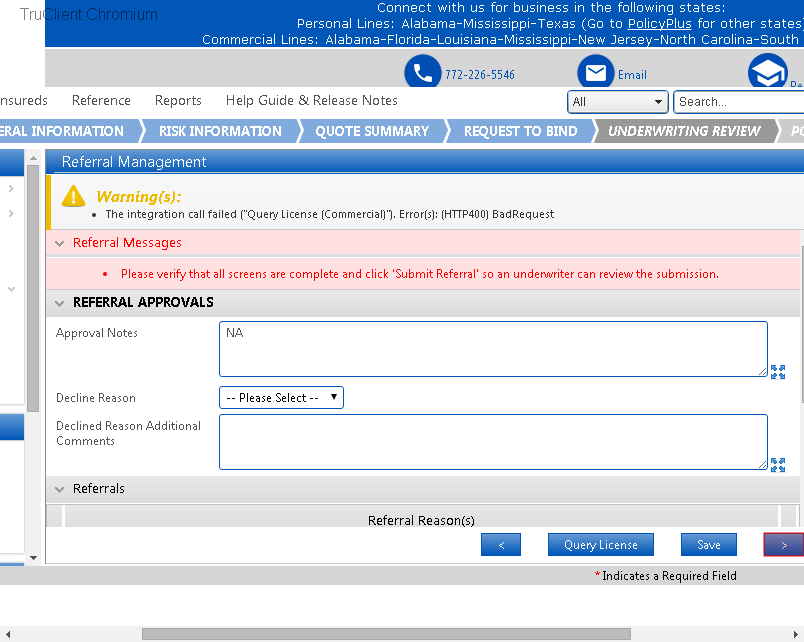 TruClient Chromium
Connect with us for business in the following states:
Personal Lines: Alabama-Mississippi-Texas (Go to PolicyPlus for other states)
Commercial Lines: Alabama-Florida-Louisiana-Mississippi-New Jersey-North Carolina-South
772-226-5546
Email
nsureds Reference Reports Help Guide & Release Notes
All
Search...
ERAL INFORMATION RISK INFORMATION QUOTE SUMMARY REQUEST TO BIND UNDERWRITING REVIEW PO
Referral Management
Warning(s):
• The integration call failed ("Query License (Commercial)"). Error(s): (HTTP400) BadRequest
Referral Messages
• Please verify that all screens are complete and click 'Submit Referral' so an underwriter can review the submission.
REFERRAL APPROVALS
Approval Notes
NA
Decline Reason
-- Please Select --
Declined Reason Additional
Comments
Referrals
Referral Reason(s)
< Query License Save >
* Indicates a Required Field